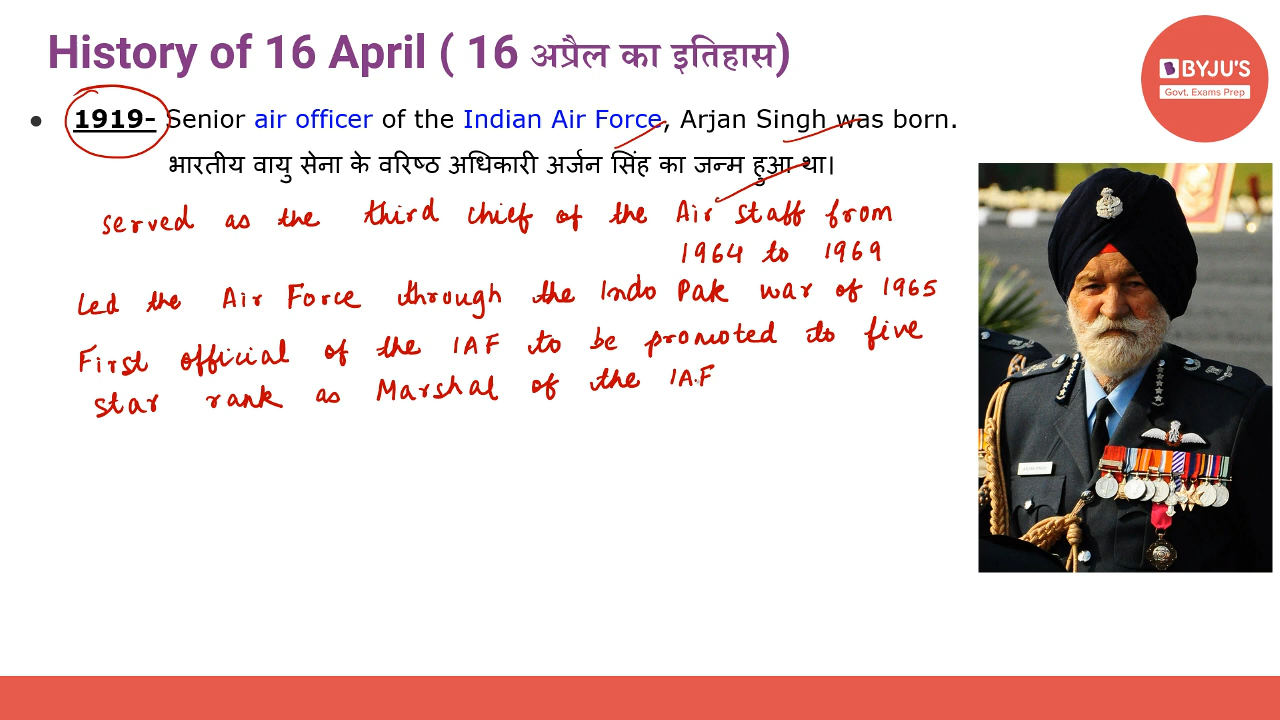 History of 16 April ( 16 अप्रैल का इतिहास)
BYJU'S
Govt. Exams Prep
● 1919- Senior air officer of the Indian Air Force, Arjan Singh was born.
भारतीय वायु सेना के वरिष्ठ अधिकारी अर्जन सिंह का जन्म हुआ था।
served as the third chief of the Air staff from
1964 to 1969
Led the Air Force through the Indo Pak war of 1965
First official of the IAF to be promoted to five
star rank as Marshal of the IAF